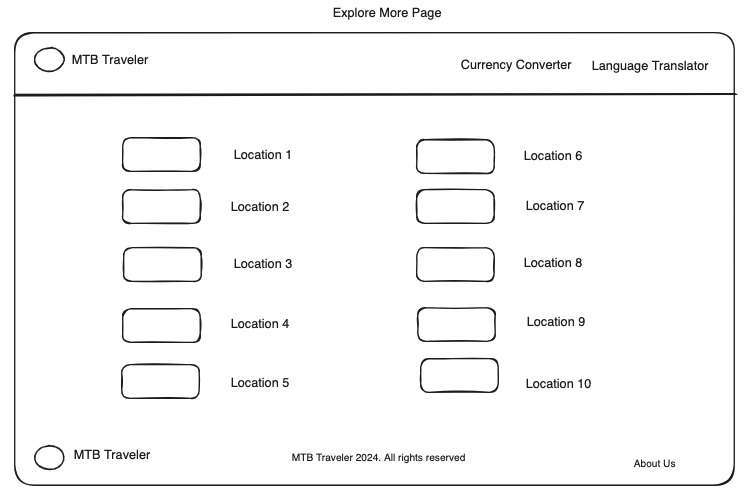 Explore More Page
MTB Traveler
Currency Converter
Language Translator
Location 1
Location 2
Location 3
Location 4
Location 5
Location 6
Location 7
Location 8
Location 9
Location 10
MTB Traveler
MTB Traveler 2024. All rights reserved
About Us